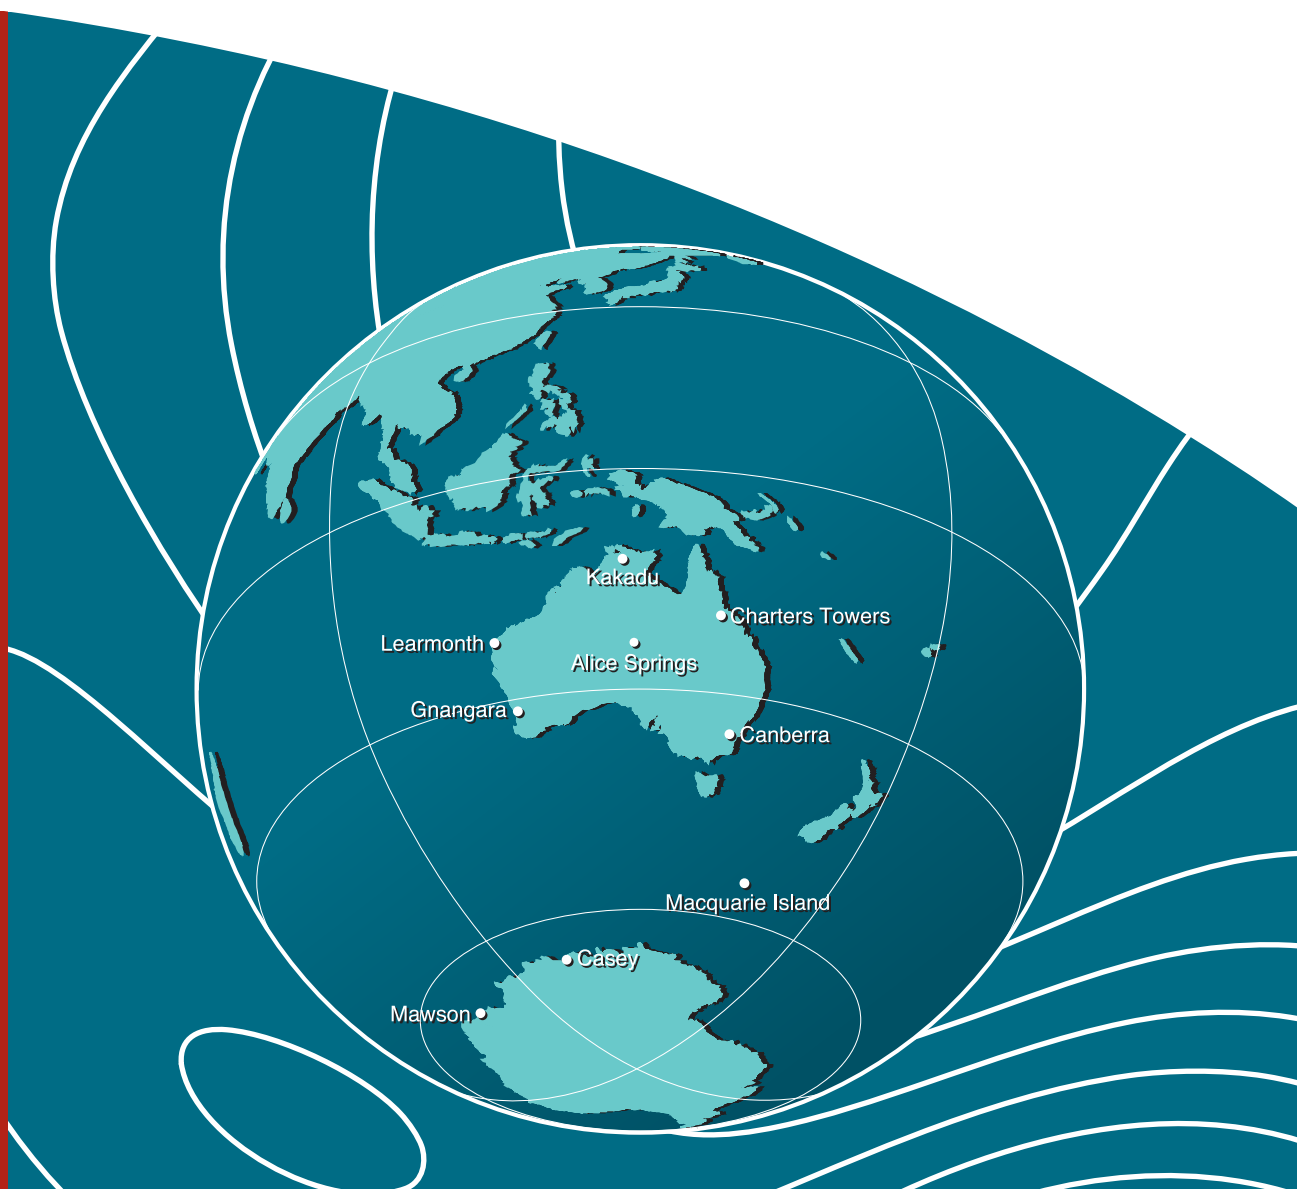 Kakadu
Charters Towers
Learmonth
Alice Springs
Gnangara
Canberra
Macquarie Island
Casey
Mawson